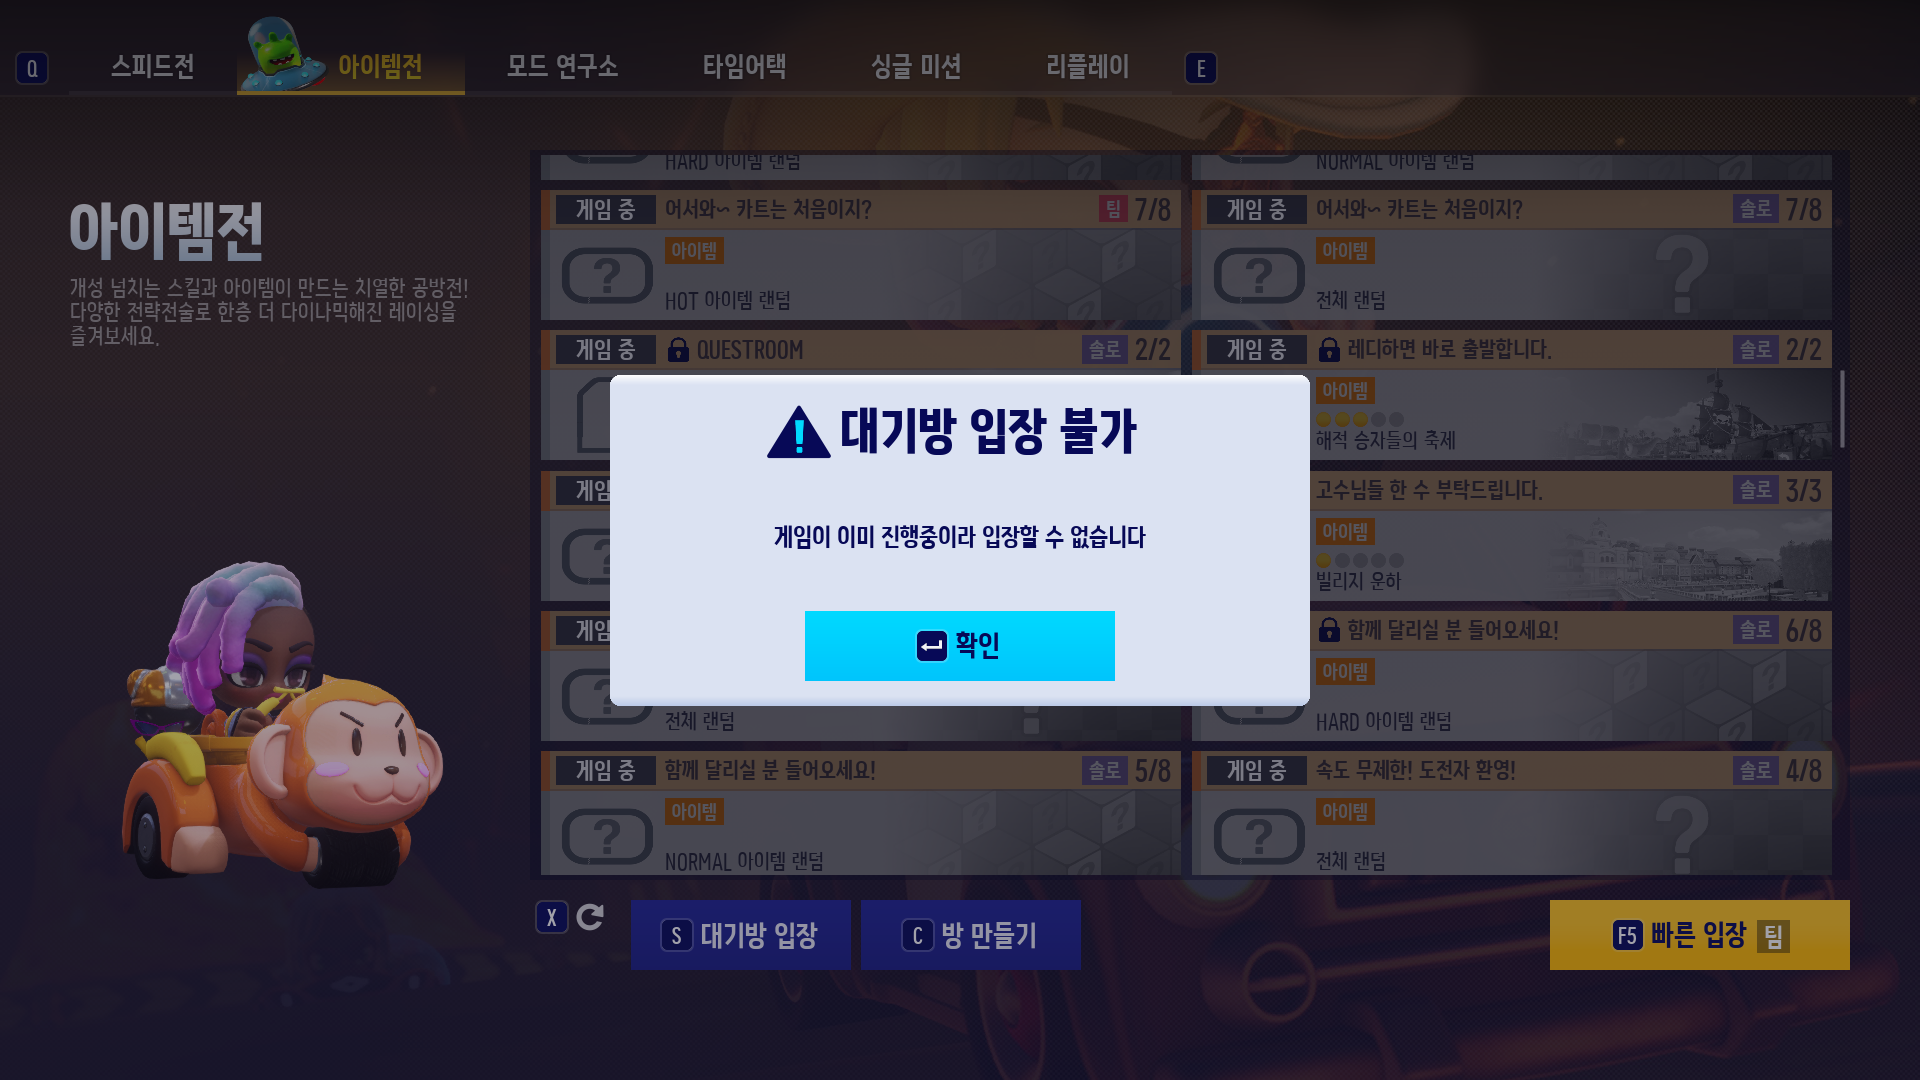 Q 스피드전 아이템전 모드 연구소 타임어택 싱글 미션 리플레이 E
아이템전
개성 넘치는 스킬과 아이템이 만드는 치열한 공방전!
다양한 전략전술로 한층 더 다이나믹해진 레이싱을
즐겨보세요.
HARD 아이템 랜덤
NORMAL 아이템 랜덤
게임 중 어서와~ 카트는 처음이지? 팀 7/8
아이템
HOT 아이템 랜덤
게임 중 어서와~ 카트는 처음이지? 솔로 7/8
아이템
전체 랜덤
게임 중 QUESTROOM 솔로 2/2
게임 중 레디하면 바로 출발합니다. 솔로 2/2
아이템
해적 승자들의 축제
대기방 입장 불가
게임이 이미 진행중이라 입장할 수 없습니다
확인
게임
고수님들 한 수 부탁드립니다. 솔로 3/3
아이템
빌리지 운하
게임
전체 랜덤
함께 달리실 분 들어오세요! 솔로 6/8
아이템
HARD 아이템 랜덤
게임 중 함께 달리실 분 들어오세요! 솔로 5/8
아이템
NORMAL 아이템 랜덤
게임 중 속도 무제한! 도전자 환영! 솔로 4/8
아이템
전체 랜덤
X S 대기방 입장 C 방 만들기 F5 빠른 입장 팀